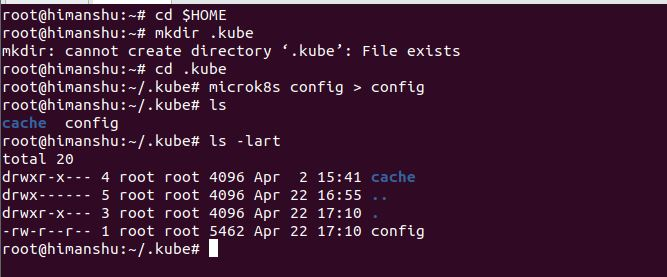 root@himanshu:~# cd $HOME
root@himanshu:~# mkdir .kube
mkdir: cannot create directory ‘.kube’: File exists
root@himanshu:~# cd .kube
root@himanshu:~/.kube# microk8s config > config
root@himanshu:~/.kube# ls
cache  config
root@himanshu:~/.kube# ls -lart
total 20
drwxr-x--- 4 root root 4096 Apr  2 15:41 cache
drwx------ 5 root root 4096 Apr 22 16:55 ..
drwxr-x--- 3 root root 4096 Apr 22 17:10 .
-rw-r--r-- 1 root root 5462 Apr 22 17:10 config
root@himanshu:~/.kube#